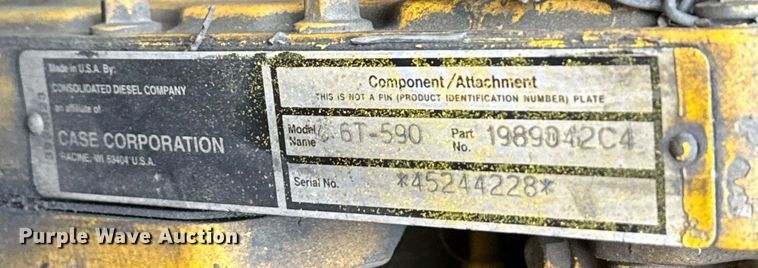 Made in U.S.A. By:
CONSOLIDATED DIESEL COMPANY
an affiliate of
CASE CORPORATION
RACINE, WI 53404 U.S.A.
Component/Attachment
THIS IS NOT A PIN (PRODUCT IDENTIFICATION NUMBER) PLATE
Model Name 6T-590 Part No. 1989042C4
Serial No. *45244228*
Purple Wave Auction